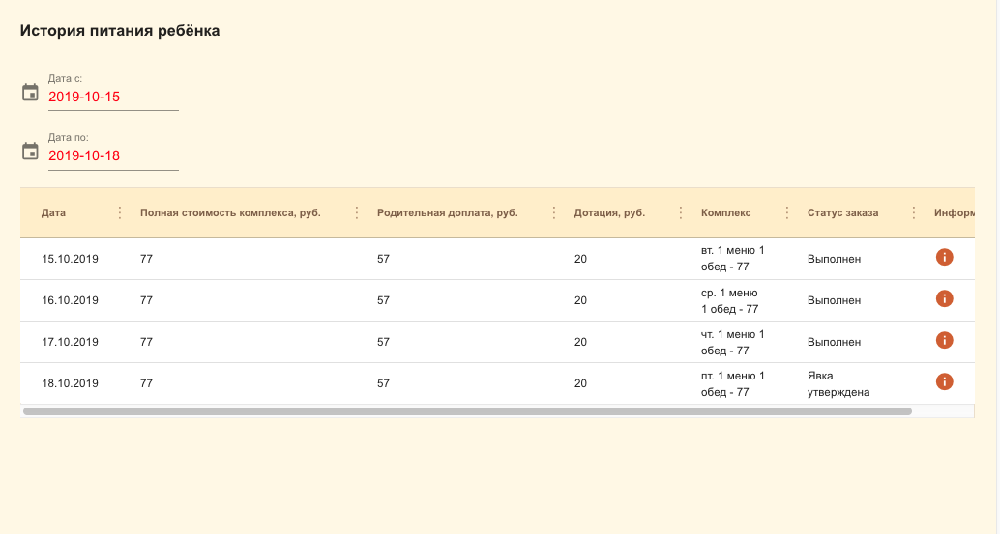 История питания ребёнка
Дата с:
2019-10-15
Дата по:
2019-10-18
Дата Полная стоимость комплекса, руб. Родительная доплата, руб. Дотация, руб. Комплекс Статус заказа Информ
15.10.2019 77 57 20 вт. 1 меню 1 Выполнен
обед - 77
16.10.2019 77 57 20 ср. 1 меню Выполнен
1 обед - 77
17.10.2019 77 57 20 чт. 1 меню 1 Выполнен
обед - 77
18.10.2019 77 57 20 пт. 1 меню 1 Явка
обед - 77 утверждена